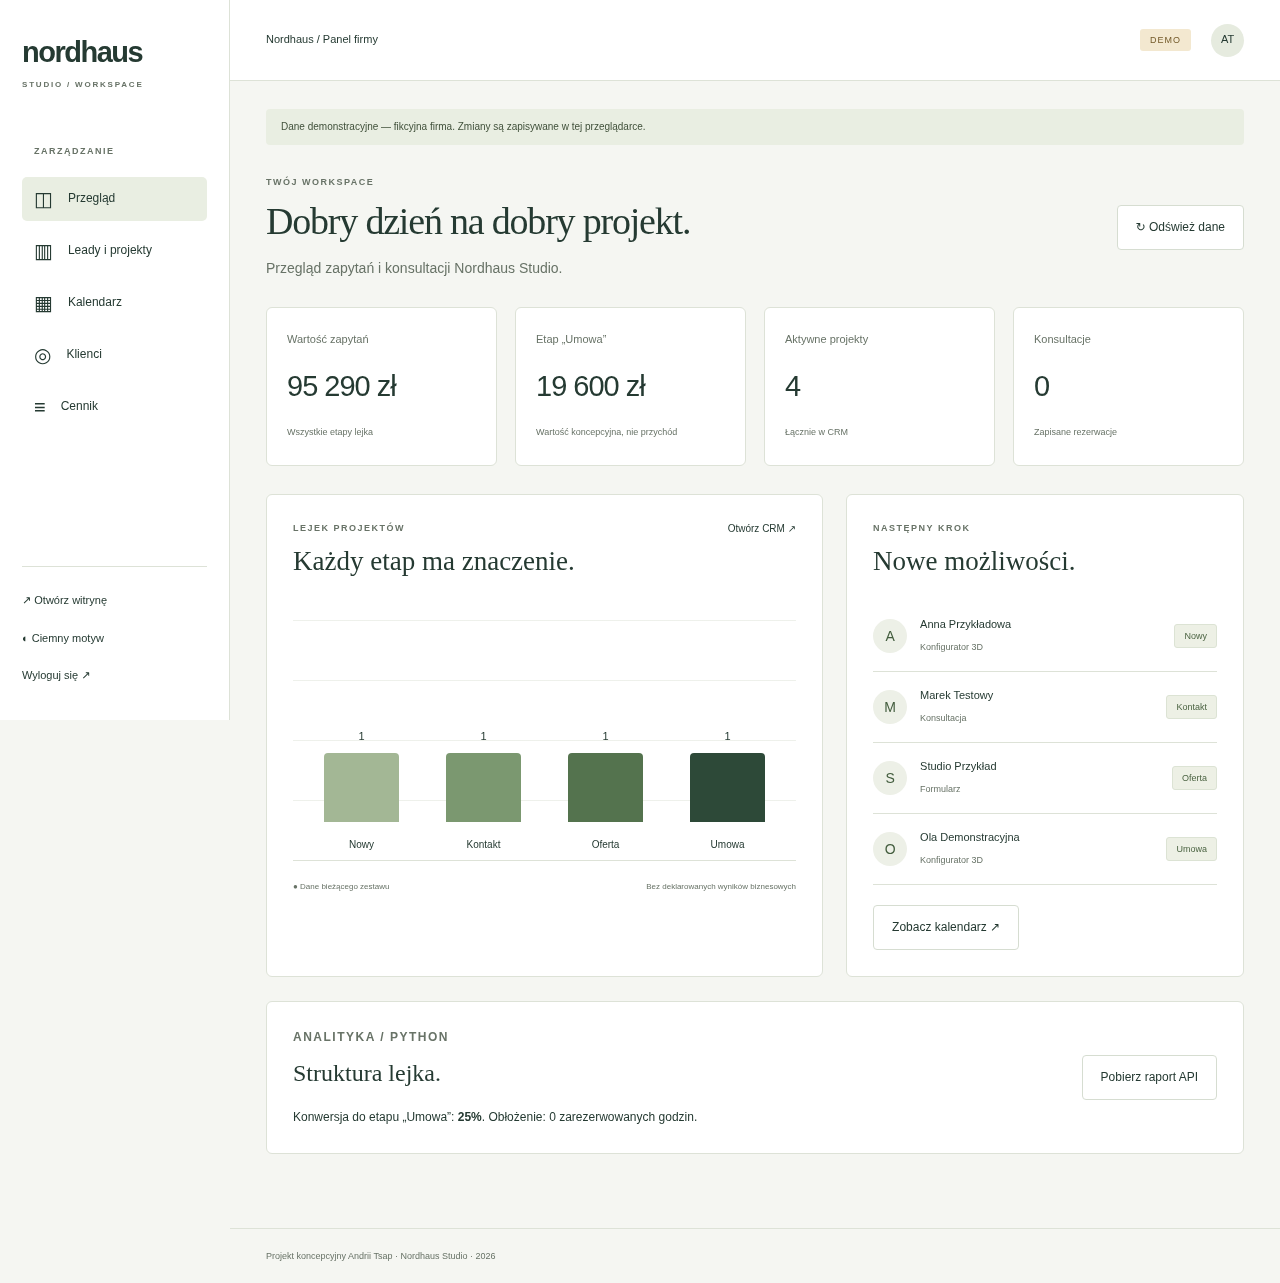 nordhaus
STUDIO / WORKSPACE
ZARZĄDZANIE
Przegląd
Leady i projekty
Kalendarz
Klienci
Cennik
↗ Otwórz witrynę
Ciemny motyw
Wyloguj się ↗
Nordhaus / Panel firmy
DEMO
AT
Dane demonstracyjne — fikcyjna firma. Zmiany są zapisywane w tej przeglądarce.
TWÓJ WORKSPACE
Dobry dzień na dobry projekt.
↻ Odśwież dane
Przegląd zapytań i konsultacji Nordhaus Studio.
Wartość zapytań
95 290 zł
Wszystkie etapy lejka
Etap „Umowa”
19 600 zł
Wartość koncepcyjna, nie przychód
Aktywne projekty
4
Łącznie w CRM
Konsultacje
0
Zapisane rezerwacje
LEJEK PROJEKTÓW
Otwórz CRM ↗
Każdy etap ma znaczenie.
1
1
1
1
Nowy
Kontakt
Oferta
Umowa
● Dane bieżącego zestawu
Bez deklarowanych wyników biznesowych
NASTĘPNY KROK
Nowe możliwości.
A
Anna Przykładowa
Konfigurator 3D
Nowy
M
Marek Testowy
Konsultacja
Kontakt
S
Studio Przykład
Formularz
Oferta
O
Ola Demonstracyjna
Konfigurator 3D
Umowa
Zobacz kalendarz ↗
ANALITYKA / PYTHON
Struktura lejka.
Konwersja do etapu „Umowa”: 25%. Obłożenie: 0 zarezerwowanych godzin.
Pobierz raport API
Projekt koncepcyjny Andrii Tsap · Nordhaus Studio · 2026